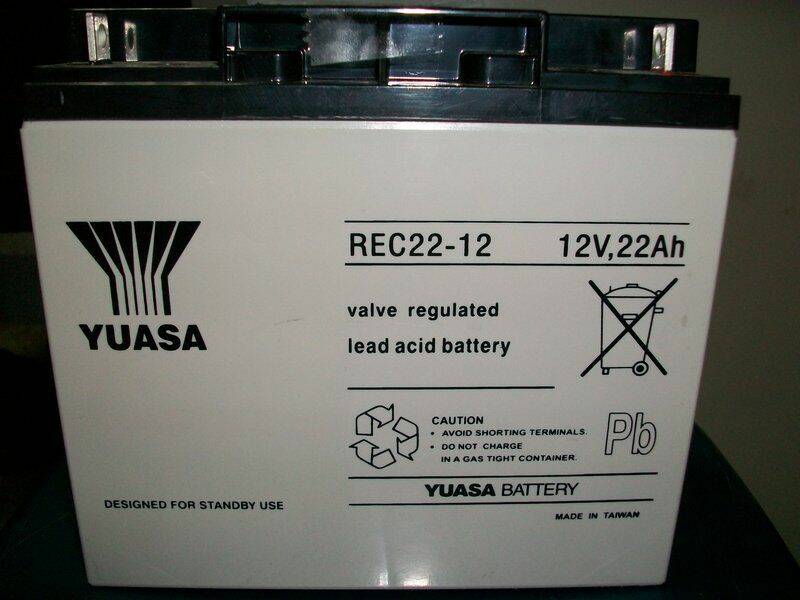 YUASA
REC22-12 12V,22Ah
valve regulated
lead acid battery
CAUTION
• AVOID SHORTING TERMINALS.
• DO NOT CHARGE
IN A GAS TIGHT CONTAINER.
Pb
YUASA BATTERY
DESIGNED FOR STANDBY USE
MADE IN TAIWAN